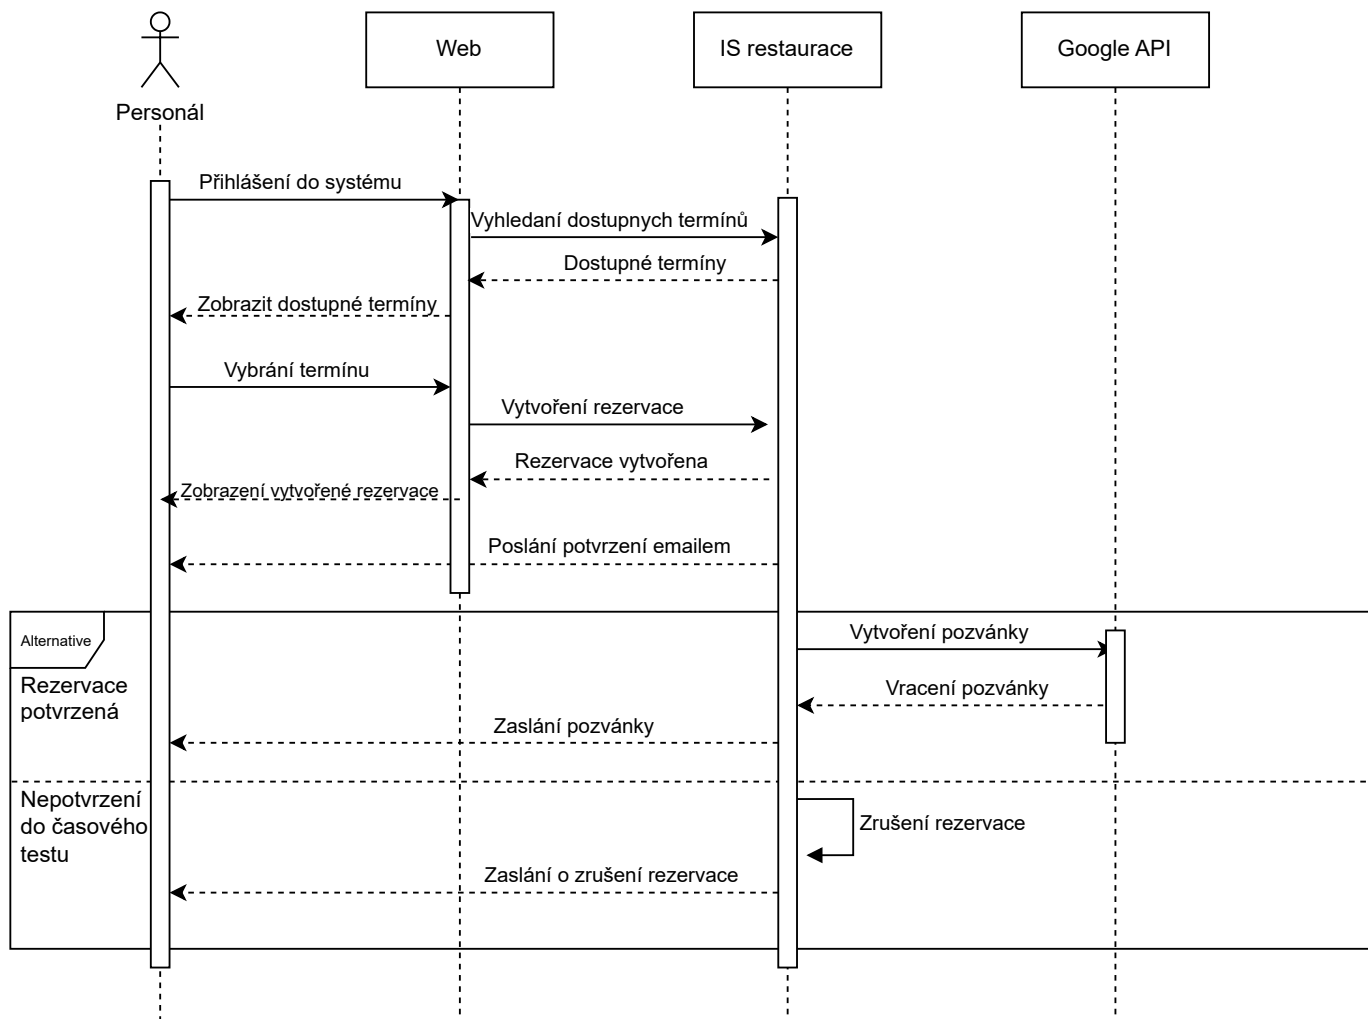 Personál
Web
IS restaurace
Google API
Přihlášení do systému
Vyhledaní dostupnych termínů
Dostupné termíny
Zobrazit dostupné termíny
Vybrání termínu
Vytvoření rezervace
Rezervace vytvořena
Zobrazení vytvořené rezervace
Poslání potvrzení emailem
Alternative
Vytvoření pozvánky
Rezervace
potvrzená
Vracení pozvánky
Zaslání pozvánky
Nepotvrzení
do časového
testu
Zrušení rezervace
Zaslání o zrušení rezervace